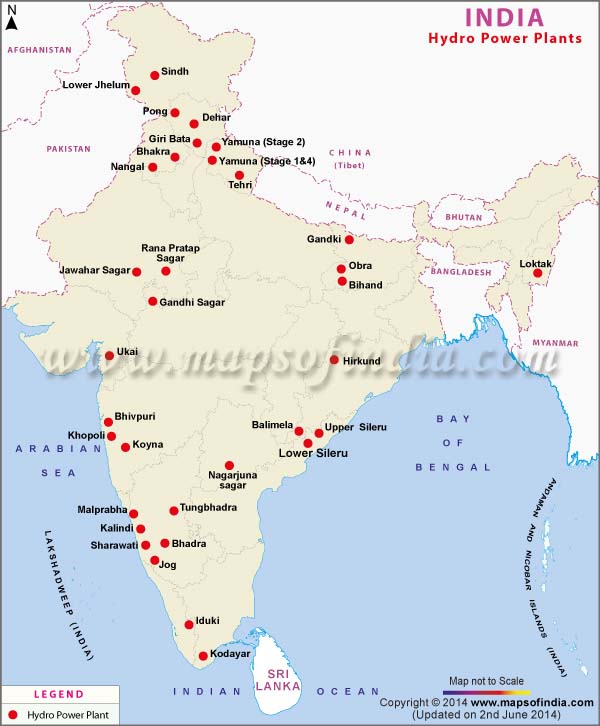 N
INDIA
Hydro Power Plants
AFGHANISTAN
Sindh
Lower Jhelum
Pong
Dehar
Giri Bata
Yamuna (Stage 2)
PAKISTAN
Bhakra
Yamuna (Stage 1&4)
CHINA
(Tibet)
Nangal
Tehri
NEPAL
BHUTAN
Gandki
Rana Pratap
Sagar
Loktak
Jawahar Sagar
Obra
BANGLADESH
Bihand
Gandhi Sagar
MYANMAR
Ukai
www.mapsofindia.com
Hirkund
Bhivpuri
Balimela
Upper Sileru
BAY
OF
BENGAL
Khopoli
ARABIAN
SEA
Koyna
Lower Sileru
Nagarjuna
sagar
Malprabha
Tungbhadra
Kalindi
Sharawati
Bhadra
Jog
LAKSHADWEEP (INDIA)
ANDAMAN AND NICOBAR ISLANDS (INDIA)
Iduki
Kodayar
SRI
LANKA
INDIAN OCEAN
LEGEND
Hydro Power Plant
Map not to Scale
Copyright © 2014 www.mapsofindia.com
(Updated on 2nd June 2014)